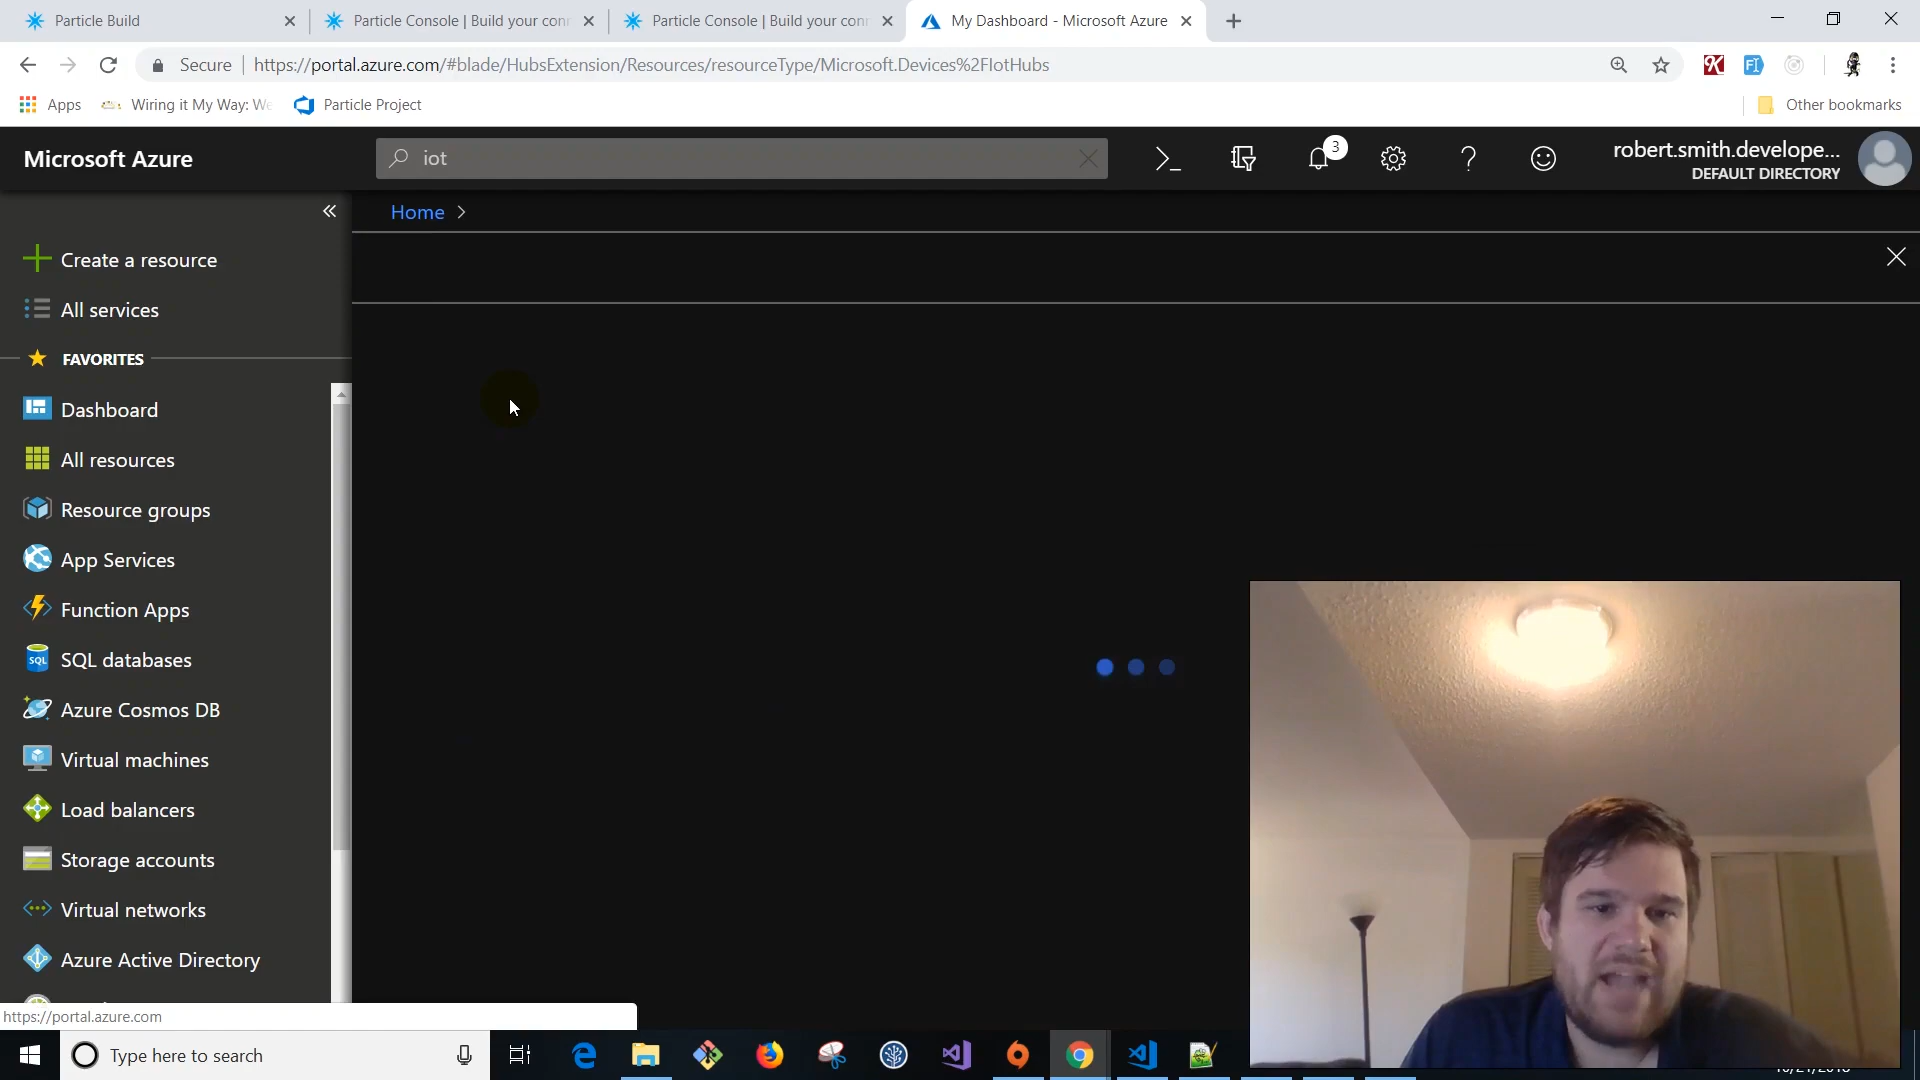 Particle Build
Particle Console | Build your con
Particle Console | Build your conn
My Dashboard - Microsoft Azure
Secure
https://portal.azure.com/#blade/HubsExtension/Resources/resourceType/Microsoft.Devices%2FIotHubs
Apps
Wiring it My Way: We
Particle Project
Other bookmarks
Microsoft Azure
iot
3
robert.smith.develope...
DEFAULT DIRECTORY
Home
Create a resource
All services
FAVORITES
Dashboard
All resources
Resource groups
App Services
Function Apps
SQL
SQL databases
Azure Cosmos DB
Virtual machines
Load balancers
Storage accounts
Virtual networks
Azure Active Directory
https://portal.azure.com
Type here to search